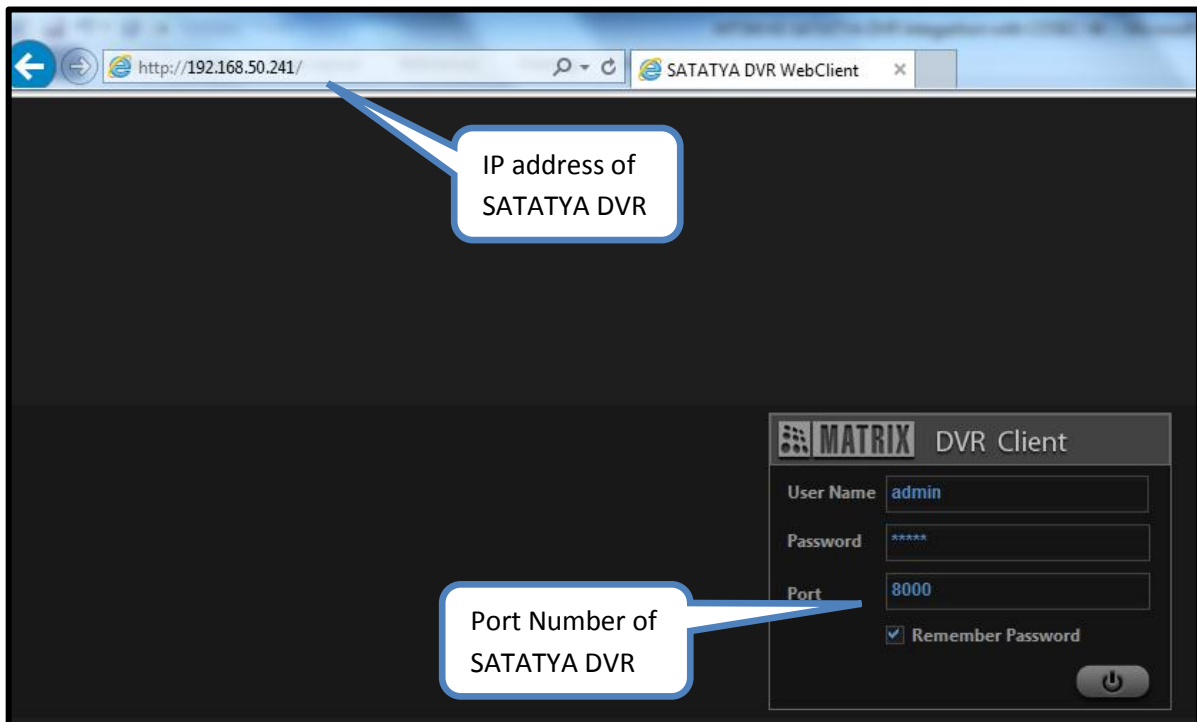 http://192.168.50.241/
SATATYA DVR WebClient
IP address of
SATATYA DVR
MATRIX DVR Client
User Name admin
Password *****
Port 8000
Remember Password
Port Number of
SATATYA DVR